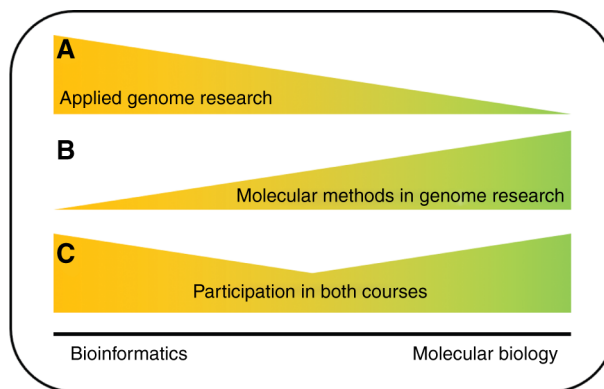 A
Applied genome research
B
Molecular methods in genome research
C
Participation in both courses
Bioinformatics
Molecular biology